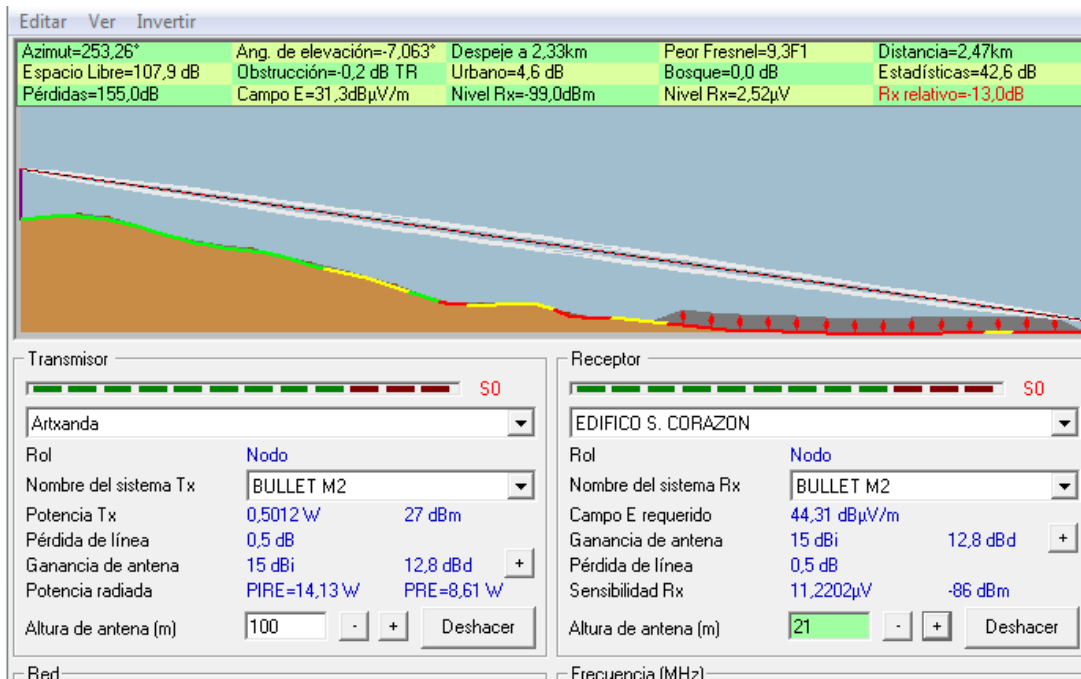 Editar Ver Invertir
Azimut=253,26° Ang. de elevación=-7,063° Despeje a 2,33km Peor Fresnel=9,3F1 Distancia=2,47km
Espacio Libre=107,9 dB Obstrucción=-0,2 dB TR Urbano=4,6 dB Bosque=0,0 dB Estadísticas=42,6 dB
Pérdidas=155,0dB Campo E=31,3dBµV/m Nivel Rx=-99,0dBm Nivel Rx=2,52µV Rx relativo=-13,0dB
Transmisor
S0
Artxanda
Rol Nodo
Nombre del sistema Tx BULLET M2
Potencia Tx 0,5012 W 27 dBm
Pérdida de línea 0,5 dB
Ganancia de antena 15 dBi 12,8 dBd +
Potencia radiada PIRE=14,13 W PRE=8,61 W
Altura de antena (m) 100 - + Deshacer
Red
Receptor
S0
EDIFICO S. CORAZON
Rol Nodo
Nombre del sistema Rx BULLET M2
Campo E requerido 44,31 dBµV/m
Ganancia de antena 15 dBi 12,8 dBd +
Pérdida de línea 0,5 dB
Sensibilidad Rx 11,2202µV -86 dBm
Altura de antena (m) 21 - + Deshacer
Frecuencia (MHz)